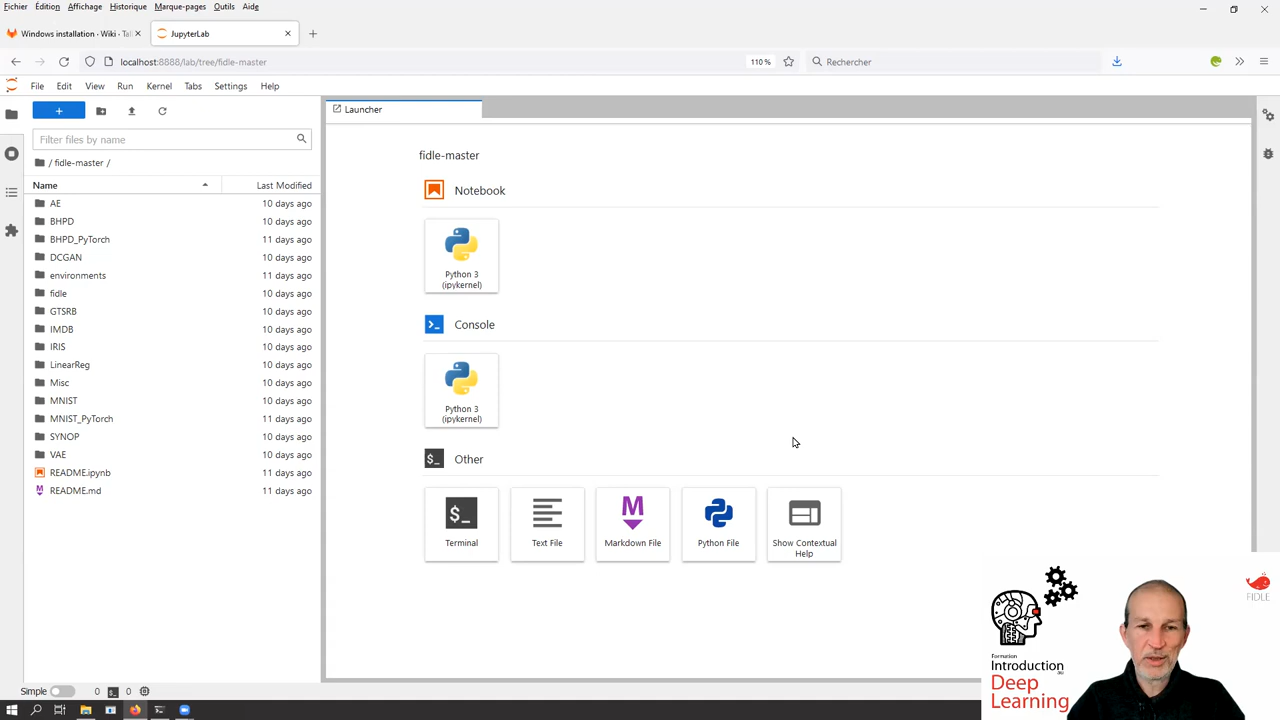 Fichier Édition Affichage Historique Marque-pages Outils Aide
Windows installation · Wiki · Tal
JupyterLab
localhost:8888/lab/tree/fidle-master
110%
Rechercher
File Edit View Run Kernel Tabs Settings Help
Filter files by name
/ fidle-master /
Name Last Modified
AE 10 days ago
BHPD 10 days ago
BHPD_PyTorch 11 days ago
DCGAN 10 days ago
environments 11 days ago
fidle 10 days ago
GTSRB 10 days ago
IMDB 10 days ago
IRIS 10 days ago
LinearReg 10 days ago
Misc 10 days ago
MNIST 10 days ago
MNIST_PyTorch 11 days ago
SYNOP 10 days ago
VAE 10 days ago
README.ipynb 11 days ago
README.md 11 days ago
Launcher
fidle-master
Notebook
Python 3
(ipykernel)
Console
Python 3
(ipykernel)
$_ Other
$_
M
Terminal
Text File
Markdown File
Python File
Show Contextual
Help
Simple 0 $_ 0
FIDLE
Formation
Introduction au
Deep
Learning